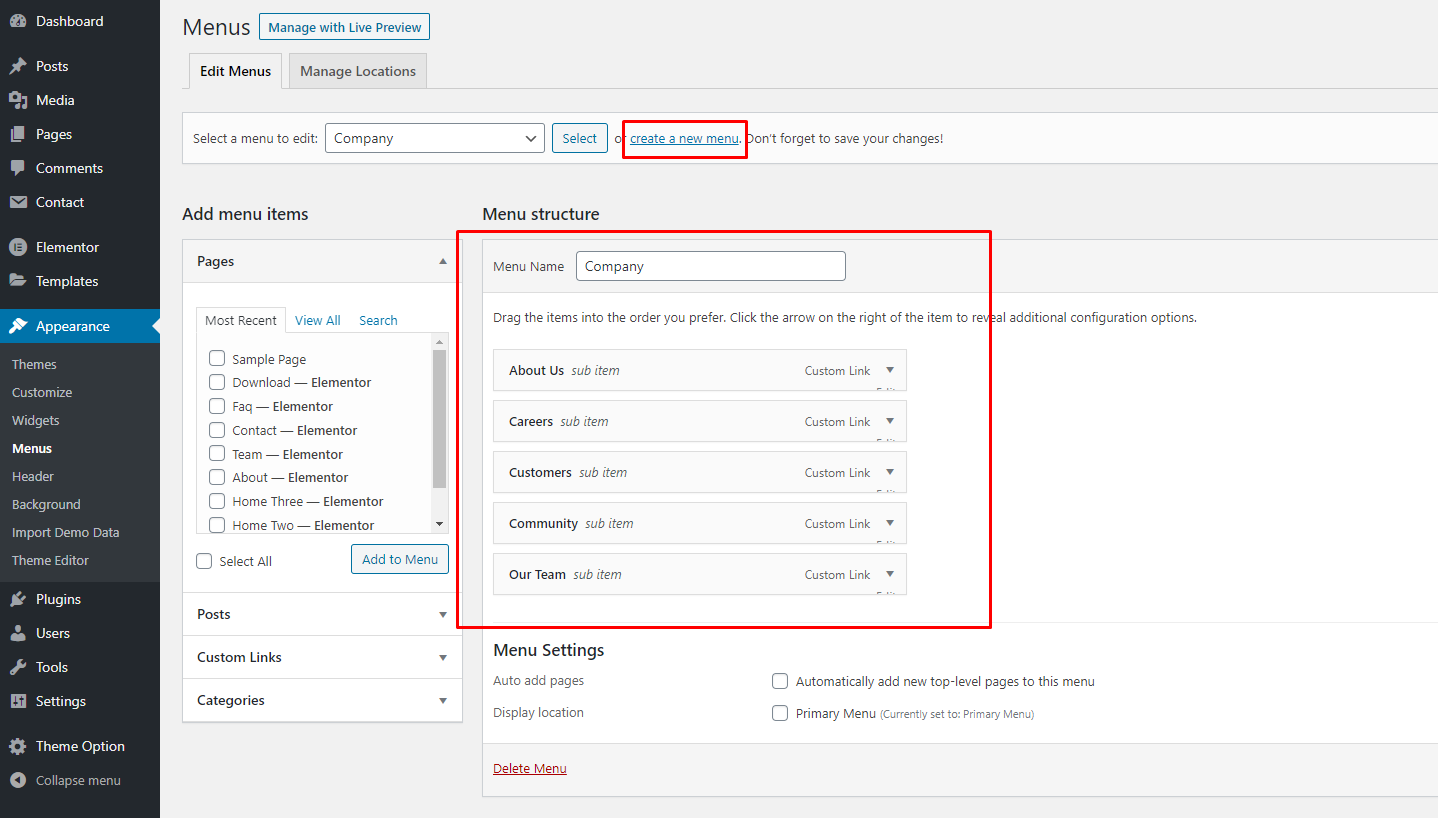 Dashboard
Posts
Media
Pages
Comments
Contact
Elementor
Templates
Appearance
Themes
Customize
Widgets
Menus
Header
Background
Import Demo Data
Theme Editor
Plugins
Users
Tools
Settings
Theme Option
Collapse menu
Menus Manage with Live Preview
Edit Menus Manage Locations
Select a menu to edit: Company Select or create a new menu. Don't forget to save your changes!
Add menu items
Pages
Most Recent View All Search
Sample Page
Download — Elementor
Faq — Elementor
Contact — Elementor
Team — Elementor
About — Elementor
Home Three — Elementor
Home Two — Elementor
Select All Add to Menu
Posts
Custom Links
Categories
Menu structure
Menu Name Company
Drag the items into the order you prefer. Click the arrow on the right of the item to reveal additional configuration options.
About Us sub item Custom Link
Edit
Careers sub item Custom Link
Edit
Customers sub item Custom Link
Edit
Community sub item Custom Link
Edit
Our Team sub item Custom Link
Edit
Menu Settings
Auto add pages Automatically add new top-level pages to this menu
Display location Primary Menu (Currently set to: Primary Menu)
Delete Menu